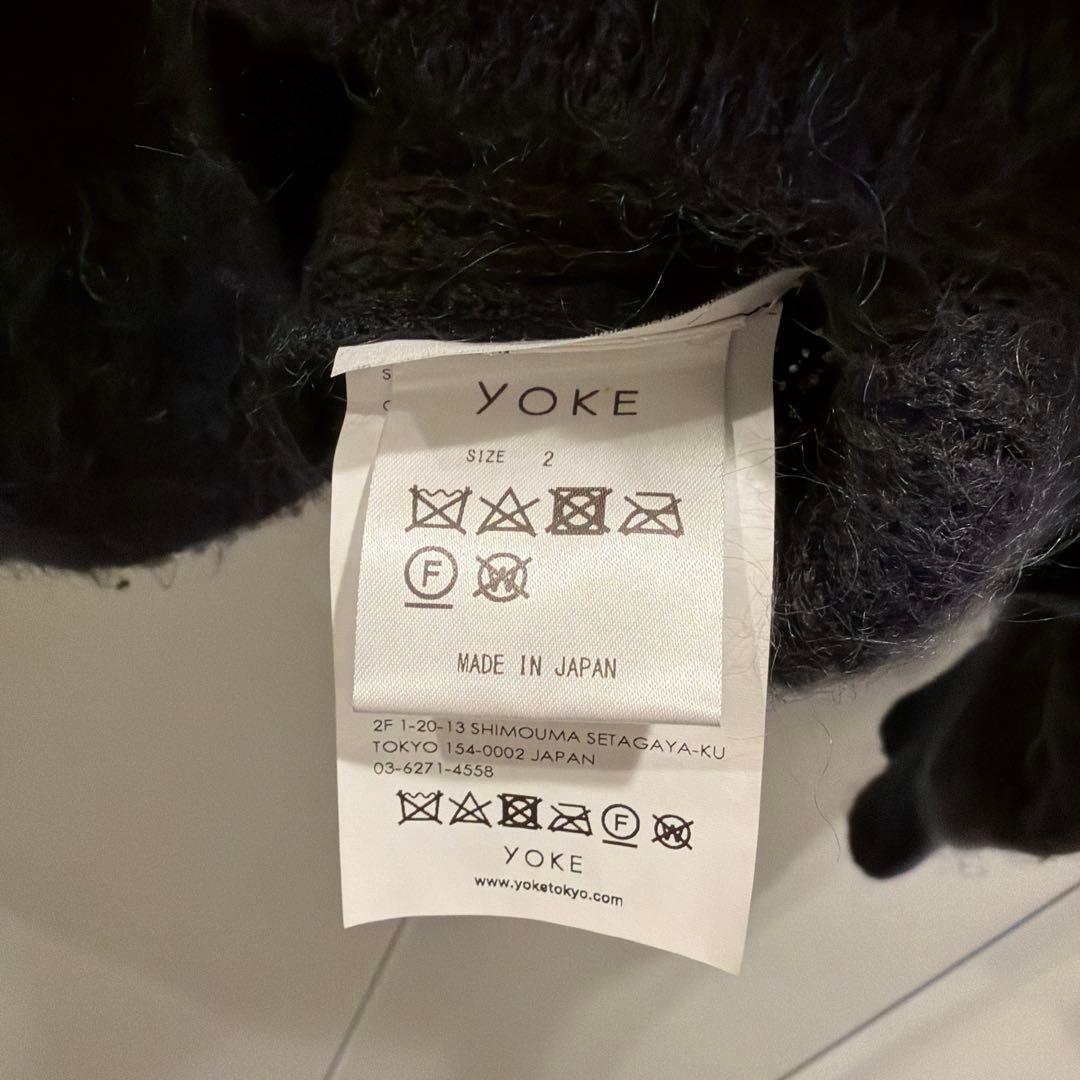 YOKE
SIZE 2
F W
MADE IN JAPAN
2F 1-20-13 SHIMOUMA SETAGAYA-KU
TOKYO 154-0002 JAPAN
03-6271-4558
F W
YOKE
www.yoketokyo.com